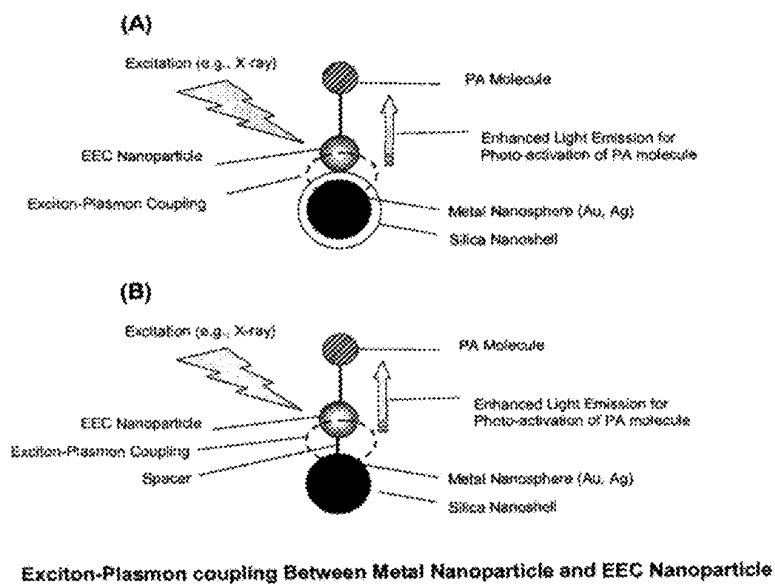 (A)
Excitation (e.g., X-ray)
PA Molecule
Enhanced Light Emission for
Photo-activation of PA molecule
EEC Nanoparticle
Exciton-Plasmon Coupling
Metal Nanosphere (Au, Ag)
Silica Nanoshell
(B)
Excitation (e.g., X-ray)
PA Molecule
Enhanced Light Emission for
Photo-activation of PA molecule
EEC Nanoparticle
Exciton-Plasmon Coupling
Spacer
Metal Nanosphere (Au, Ag)
Silica Nanoshell
Exciton-Plasmon coupling Between Metal Nanoparticle and EEC Nanoparticle